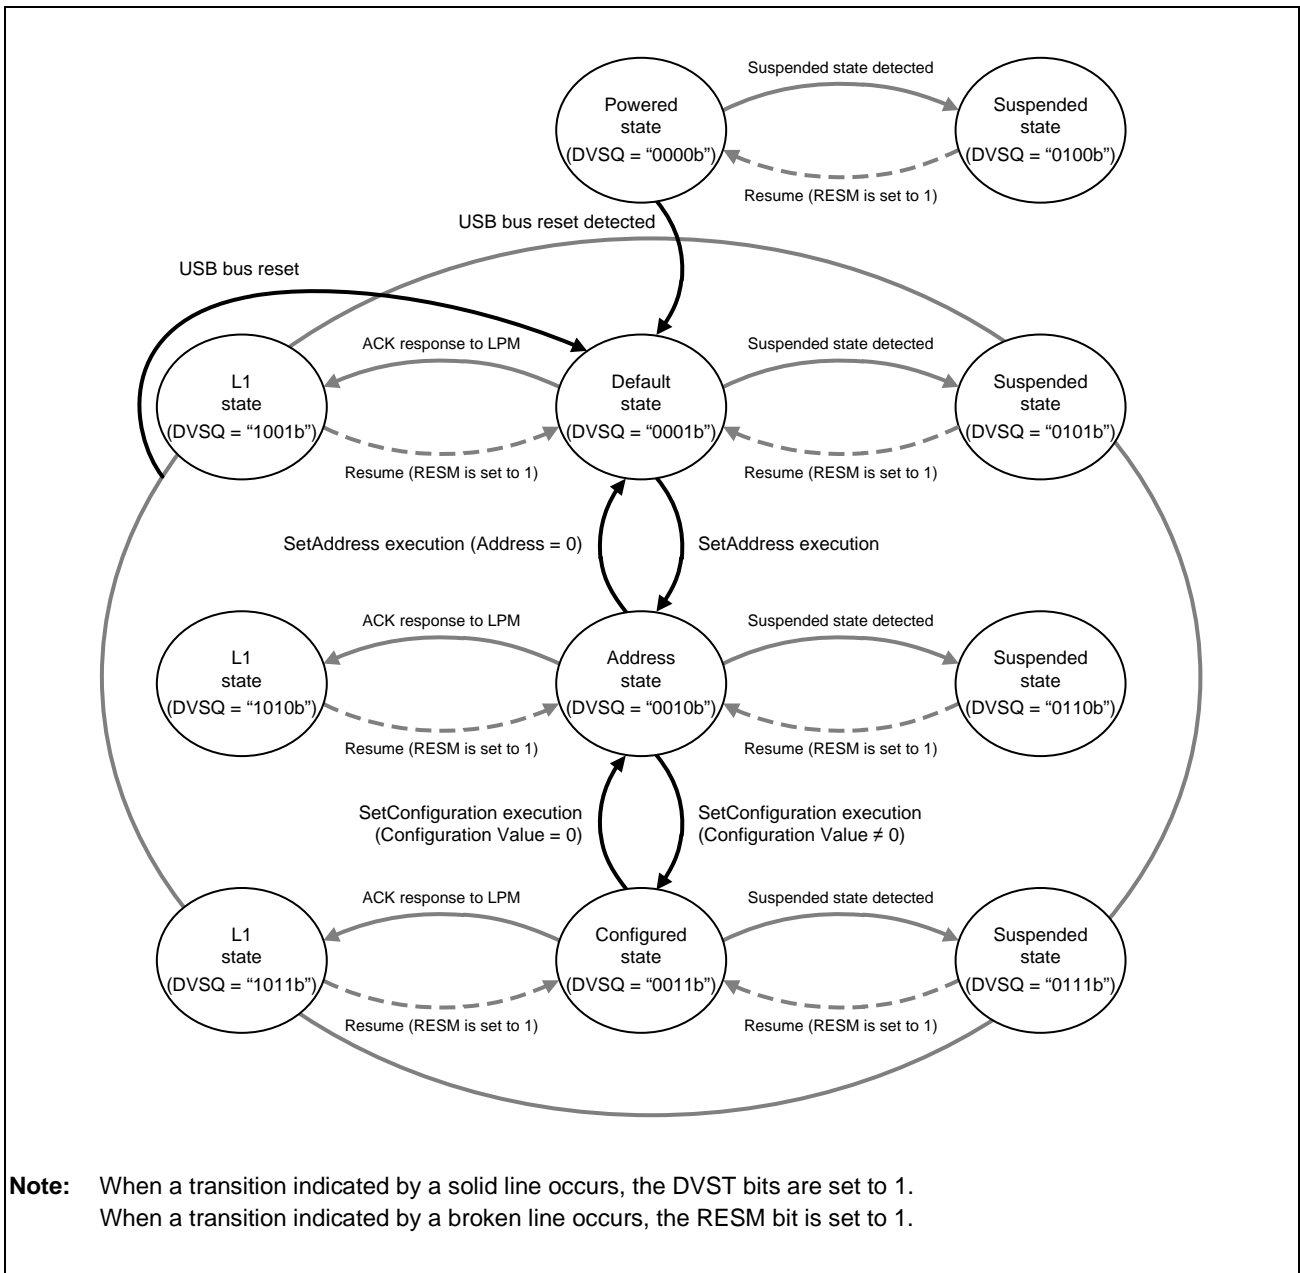 Suspended state detected
Powered
state
(DVSQ = “0000b”)
Suspended
state
(DVSQ = “0100b”)
Resume (RESM is set to 1)
USB bus reset detected
USB bus reset
ACK response to LPM
Suspended state detected
L1
state
(DVSQ = “1001b”)
Default
state
(DVSQ = “0001b”)
Suspended
state
(DVSQ = “0101b”)
Resume (RESM is set to 1)
Resume (RESM is set to 1)
SetAddress execution (Address = 0)
SetAddress execution
ACK response to LPM
Suspended state detected
L1
state
(DVSQ = “1010b”)
Address
state
(DVSQ = “0010b”)
Suspended
state
(DVSQ = “0110b”)
Resume (RESM is set to 1)
Resume (RESM is set to 1)
SetConfiguration execution
(Configuration Value = 0)
SetConfiguration execution
(Configuration Value ≠ 0)
ACK response to LPM
Suspended state detected
L1
state
(DVSQ = “1011b”)
Configured
state
(DVSQ = “0011b”)
Suspended
state
(DVSQ = “0111b”)
Resume (RESM is set to 1)
Resume (RESM is set to 1)
Note: When a transition indicated by a solid line occurs, the DVST bits are set to 1.
When a transition indicated by a broken line occurs, the RESM bit is set to 1.